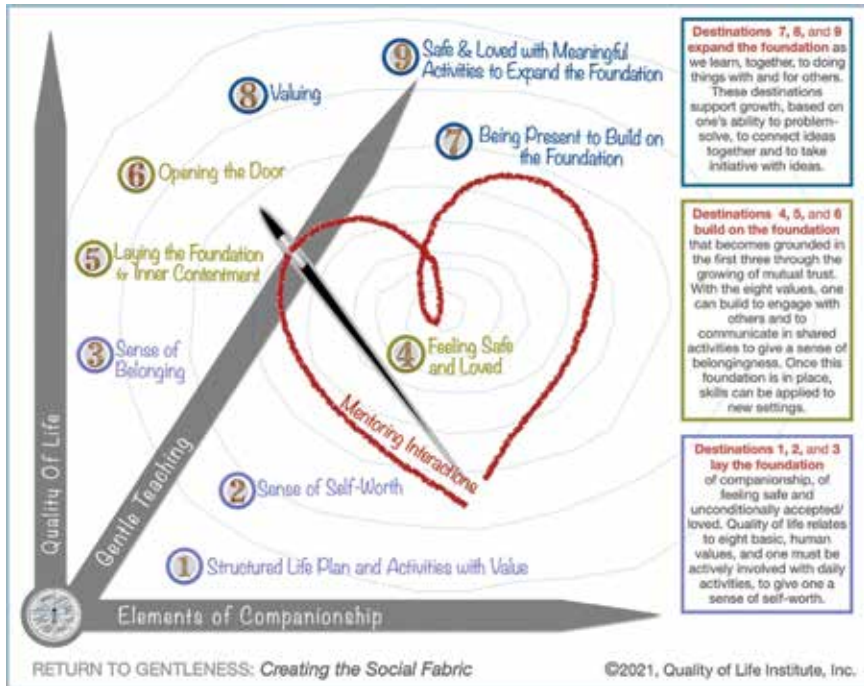 9 Safe & Loved with Meaningful
Activities to Expand the Foundation
8 Valuing
7 Being Present to Build on
the Foundation
6 Opening the Door
5 Laying the Foundation
for Inner Contentment
4 Feeling Safe
and Loved
3 Sense of
Belonging
Mentoring Interactions
2 Sense of Self-Worth
1 Structured Life Plan and Activities with Value
Quality Of Life
Gentle Teaching
Elements of Companionship
Destinations 7, 8, and 9
expand the foundation as
we learn, together, to doing
things with and for others.
These destinations
support growth, based on
one's ability to problem-
solve, to connect ideas
together and to take
initiative with ideas.
Destinations 4, 5, and 6
build on the foundation
that becomes grounded in
the first three through the
growing of mutual trust.
With the eight values, one
can build to engage with
others and to
communicate in shared
activities to give a sense of
belongingness. Once this
foundation is in place,
skills can be applied to
new settings.
Destinations 1, 2, and 3
lay the foundation
of companionship, of
feeling safe and
unconditionally accepted/
loved. Quality of life relates
to eight basic, human
values, and one must be
actively involved with daily
activities, to give one a
sense of self-worth.
RETURN TO GENTLENESS: Creating the Social Fabric
©2021, Quality of Life Institute, Inc.